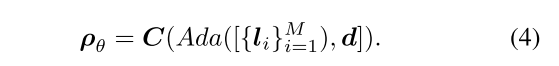 ρ_θ = C(Ada([{l_i}_{i=1}^M), d]). (4)